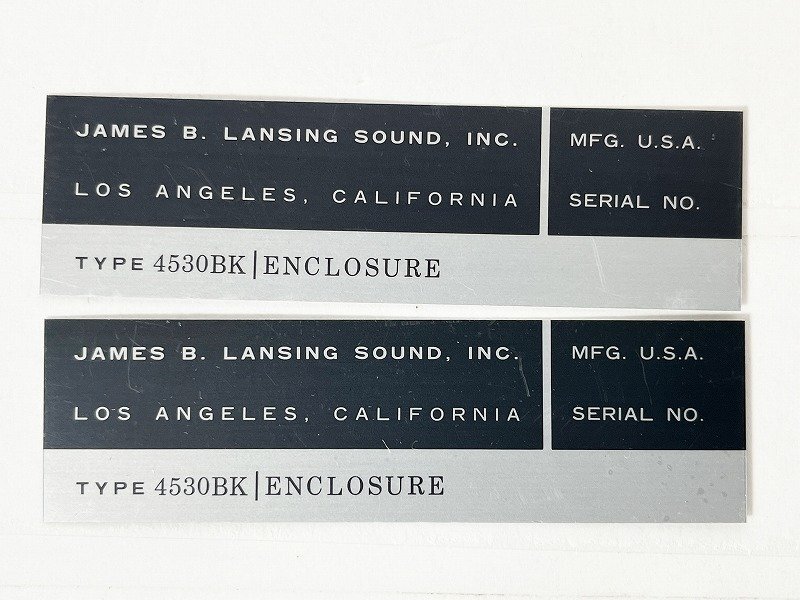 JAMES B. LANSING SOUND, INC.
LOS ANGELES, CALIFORNIA
MFG. U.S.A.
SERIAL NO.
TYPE 4530BK|ENCLOSURE
JAMES B. LANSING SOUND, INC.
LOS ANGELES, CALIFORNIA
MFG. U.S.A.
SERIAL NO.
TYPE 4530BK|ENCLOSURE